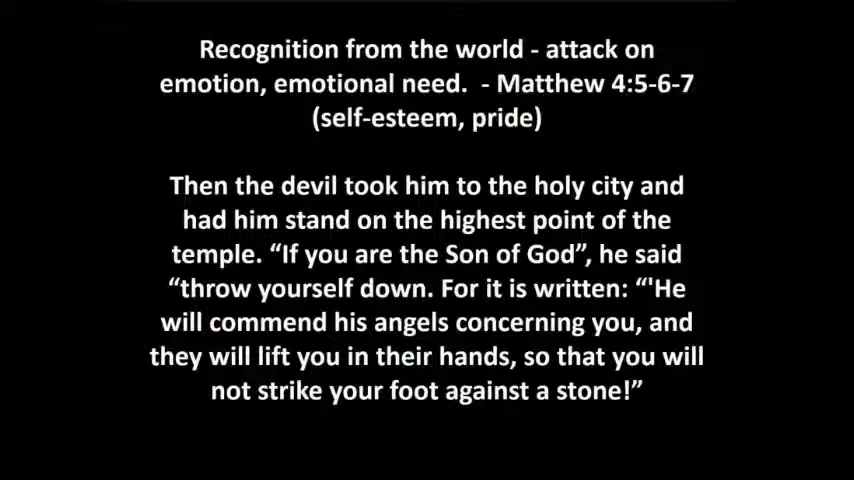 Recognition from the world - attack on
emotion, emotional need.  - Matthew 4:5-6-7
(self-esteem, pride)
Then the devil took him to the holy city and
had him stand on the highest point of the
temple. “If you are the Son of God”, he said
“throw yourself down. For it is written: “'He
will commend his angels concerning you, and
they will lift you in their hands, so that you will
not strike your foot against a stone!”